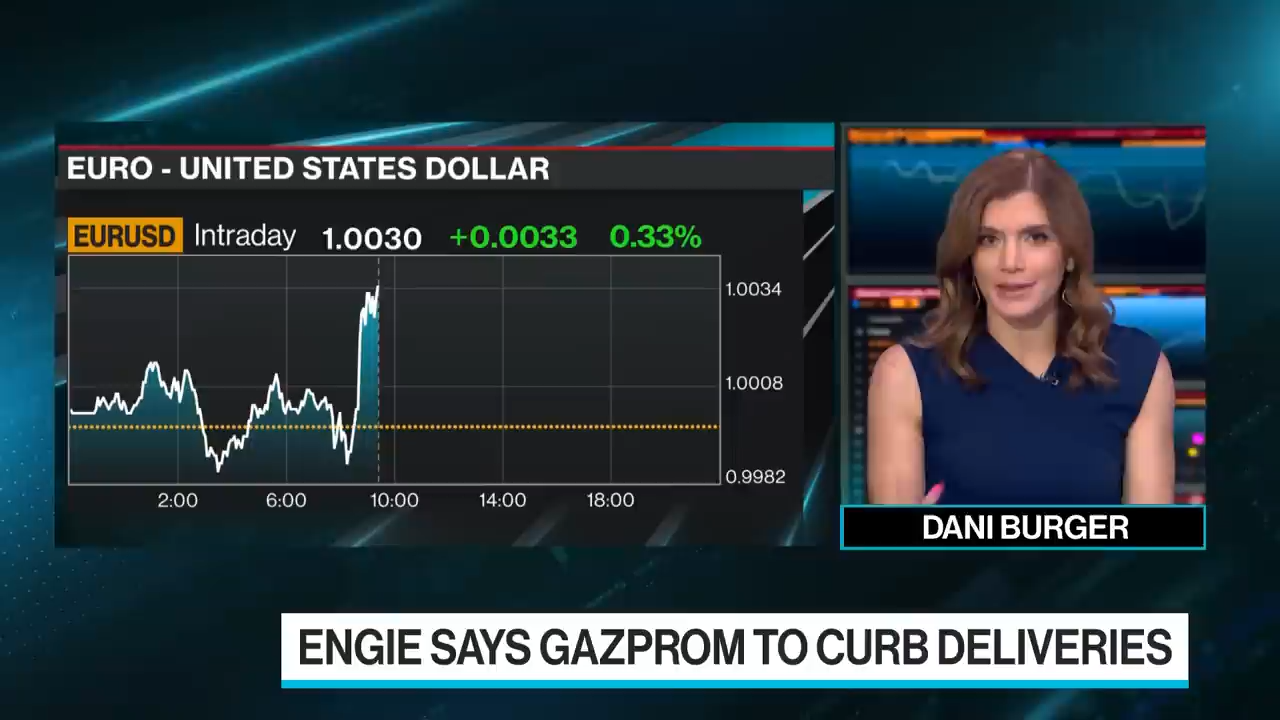 EURO - UNITED STATES DOLLAR
EURUSD Intraday 1.0030 +0.0033 0.33%
1.0034
1.0008
0.9982
2:00 6:00 10:00 14:00 18:00
DANI BURGER
ENGIE SAYS GAZPROM TO CURB DELIVERIES